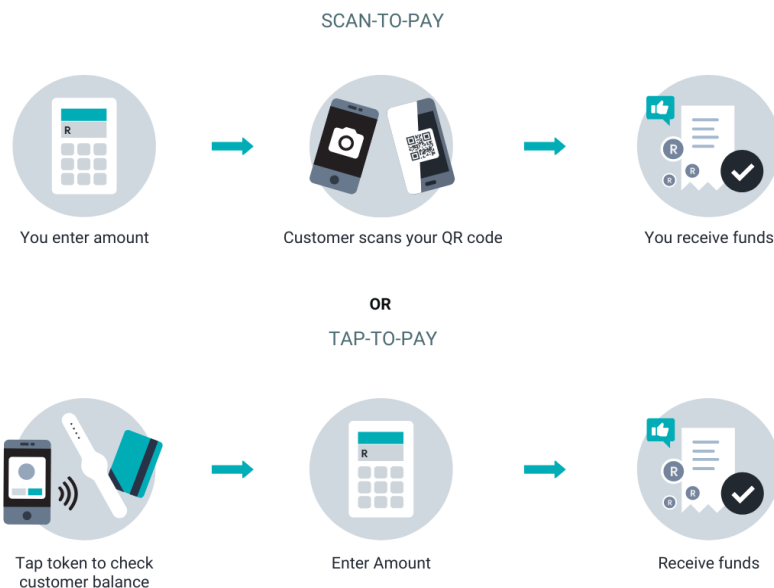 SCAN-TO-PAY
R
R
R
R
You enter amount
Customer scans your QR code
You receive funds
OR
TAP-TO-PAY
R
R
R
R
Tap token to check
customer balance
Enter Amount
Receive funds